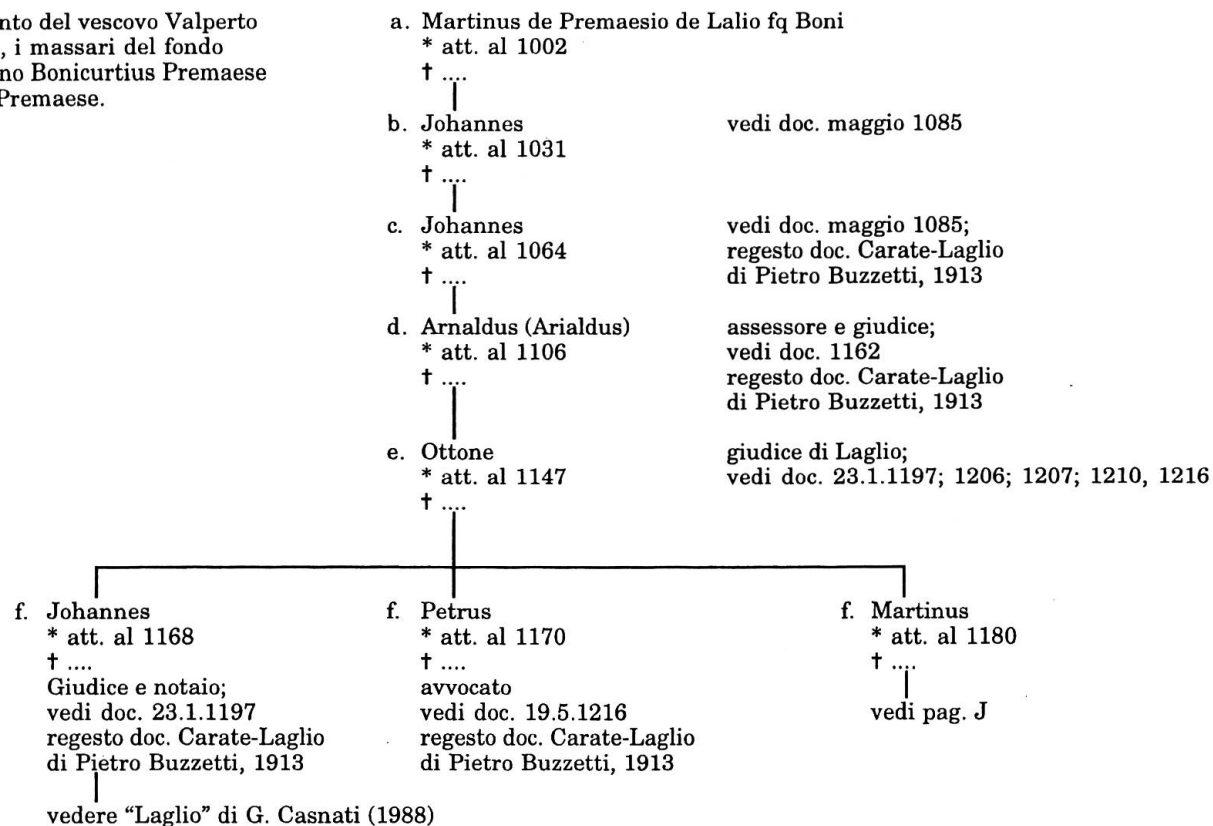 nto del vescovo Valperto
, i massari del fondo
no Bonicurtius Premaese
Premaese.
a. Martinus de Premaesio de Lalio fq Boni
* att. al 1002
† ....
b. Johannes
* att. al 1031
† ....
vedi doc. maggio 1085
c. Johannes
* att. al 1064
† ....
vedi doc. maggio 1085;
regesto doc. Carate-Laglio
di Pietro Buzzetti, 1913
d. Arnaldus (Arialdus)
* att. al 1106
† ....
assessore e giudice;
vedi doc. 1162
regesto doc. Carate-Laglio
di Pietro Buzzetti, 1913
e. Ottone
* att. al 1147
† ....
giudice di Laglio;
vedi doc. 23.1.1197; 1206; 1207; 1210, 1216
f. Johannes
* att. al 1168
† ....
Giudice e notaio;
vedi doc. 23.1.1197
regesto doc. Carate-Laglio
di Pietro Buzzetti, 1913
vedere “Laglio” di G. Casnati (1988)
f. Petrus
* att. al 1170
† ....
avvocato
vedi doc. 19.5.1216
regesto doc. Carate-Laglio
di Pietro Buzzetti, 1913
f. Martinus
* att. al 1180
† ....
vedi pag. J